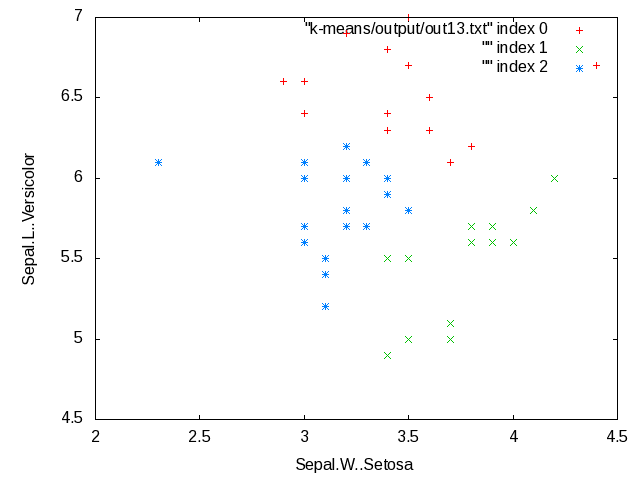 7
"k-means/output/out13.txt" index 0
"" index 1
"" index 2
6.5
6
5.5
5
4.5
Sepal.L..Versicolor
2
2.5
3
3.5
4
4.5
Sepal.W..Setosa